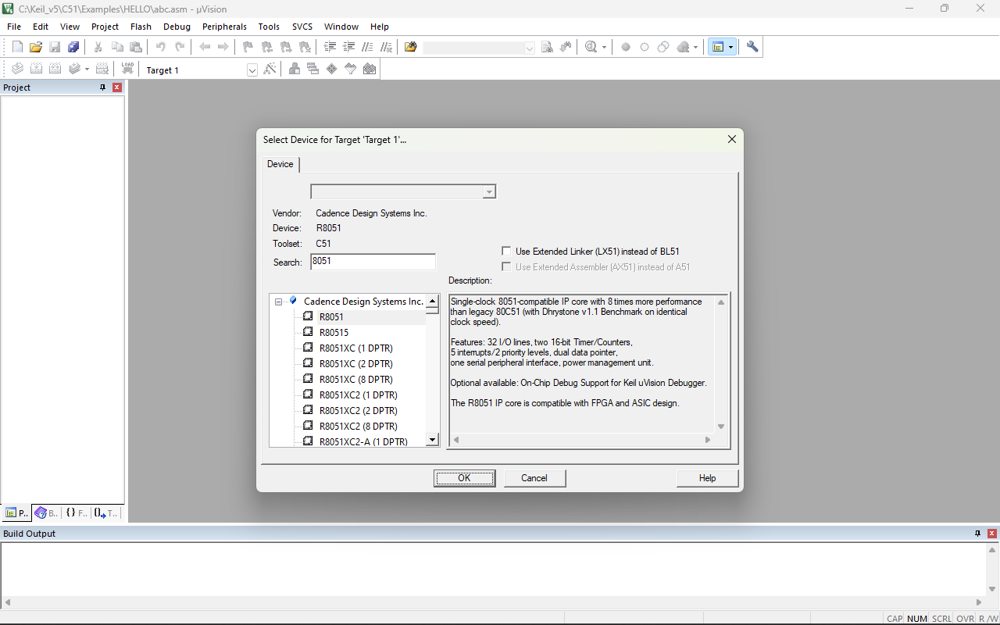 C:\Keil_v5\C51\Examples\HELLO\abc.asm - µVision
File Edit View Project Flash Debug Peripherals Tools SVCS Window Help
LOAD
Target 1
Project
Select Device for Target 'Target 1'...
Device
Vendor: Cadence Design Systems Inc.
Device: R8051
Toolset: C51
Search: 8051
Use Extended Linker (LX51) instead of BL51
Use Extended Assembler (AX51) instead of A51
Description:
Cadence Design Systems Inc.
R8051
R80515
R8051XC (1 DPTR)
R8051XC (2 DPTR)
R8051XC (8 DPTR)
R8051XC2 (1 DPTR)
R8051XC2 (2 DPTR)
R8051XC2 (8 DPTR)
R8051XC2-A (1 DPTR)
Single-clock 8051-compatible IP core with 8 times more performance
than legacy 80C51 (with Dhrystone v1.1 Benchmark on identical
clock speed).
Features: 32 I/O lines, two 16-bit Timer/Counters,
5 interrupts/2 priority levels, dual data pointer,
one serial peripheral interface, power management unit.
Optional available: On-Chip Debug Support for Keil uVision Debugger.
The R8051 IP core is compatible with FPGA and ASIC design.
OK Cancel Help
P.. B.. {} F.. {} T..
Build Output
CAP NUM SCRL OVR R/W